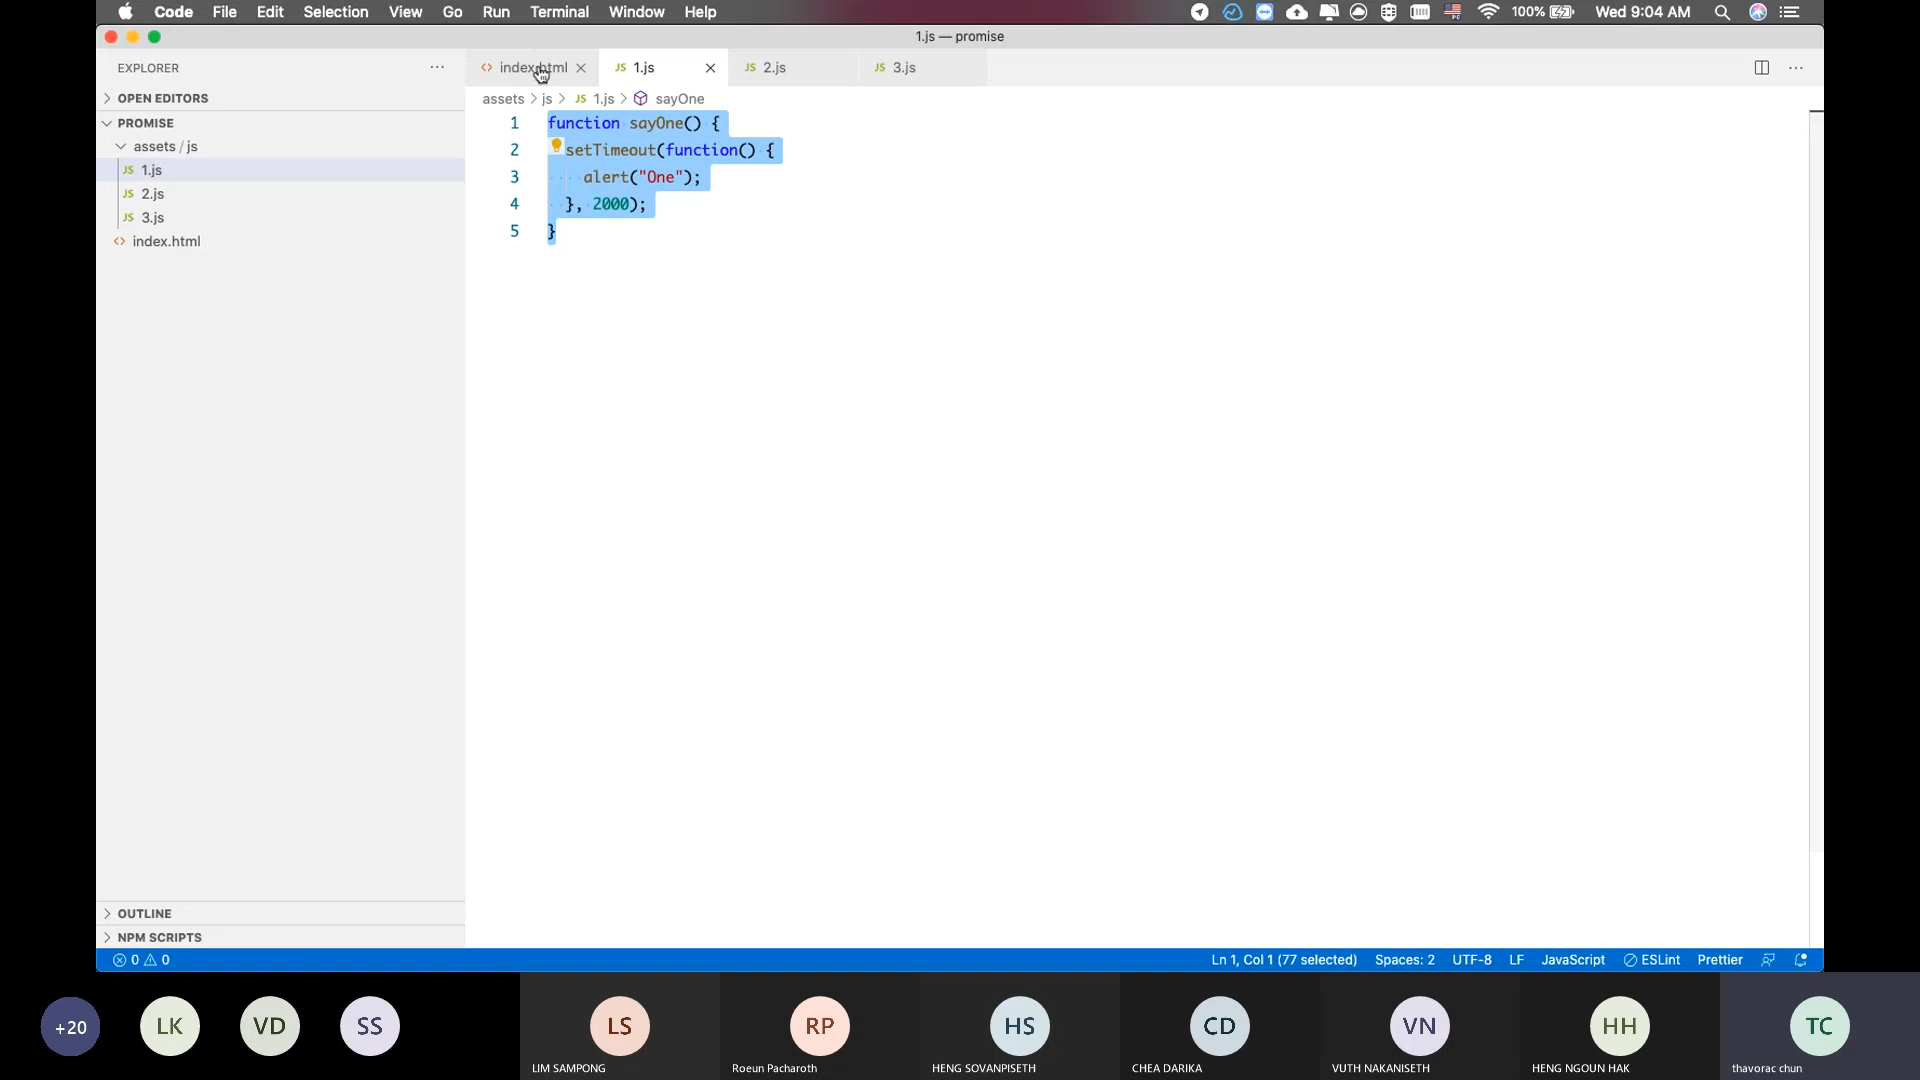 Code File Edit Selection View Go Run Terminal Window Help 100% Wed 9:04 AM
1.js — promise
EXPLORER ···
index.html 1.js 2.js 3.js ···
OPEN EDITORS
assets > js > JS 1.js > sayOne
PROMISE
assets / js
JS 1.js
JS 2.js
JS 3.js
index.html
1 function sayOne() {
2 setTimeout(function() {
3 alert("One");
4 }, 2000);
5 }
OUTLINE
NPM SCRIPTS
0 0 Ln 1, Col 1 (77 selected) Spaces: 2 UTF-8 LF JavaScript ESLint Prettier
+20 LK VD SS LS RP HS CD VN HH TC
LIM SAMPONG Roeun Pacharoth HENG SOVANPISETH CHEA DARIKA VUTH NAKANISETH HENG NGOUN HAK thavorac chun